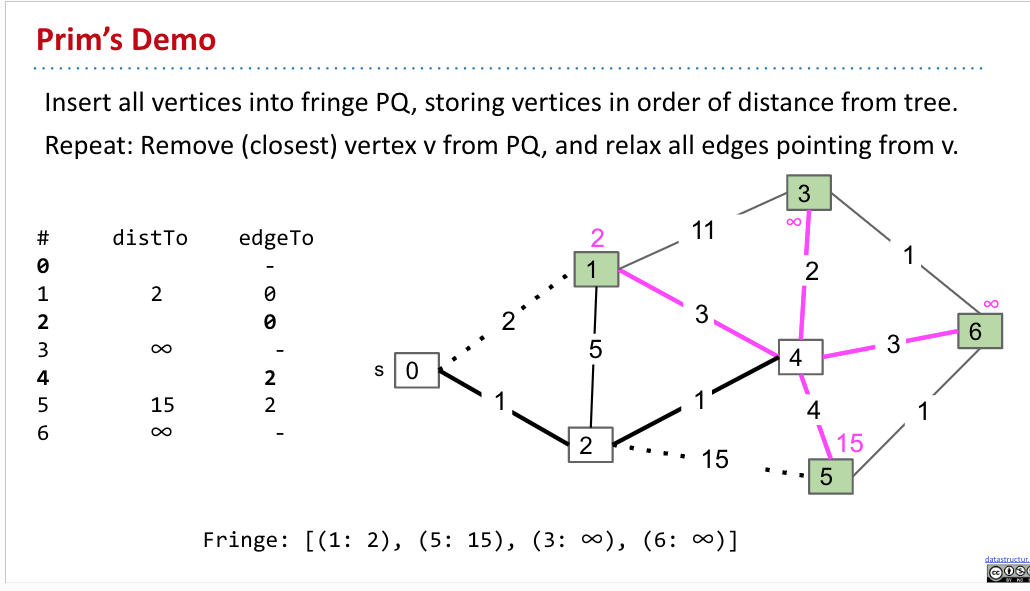 Prim's Demo
Insert all vertices into fringe PQ, storing vertices in order of distance from tree.
Repeat: Remove (closest) vertex v from PQ, and relax all edges pointing from v.
# distTo edgeTo
0 -
1 2 0
2 0
3 ∞ -
4 2
5 15 2
6 ∞ -
3
∞
11
2
1
2
1
∞
6
2
3
5
3
4
s 0
1
1
4
1
2
15
15
5
Fringe: [(1: 2), (5: 15), (3: ∞), (6: ∞)]
datastructur.